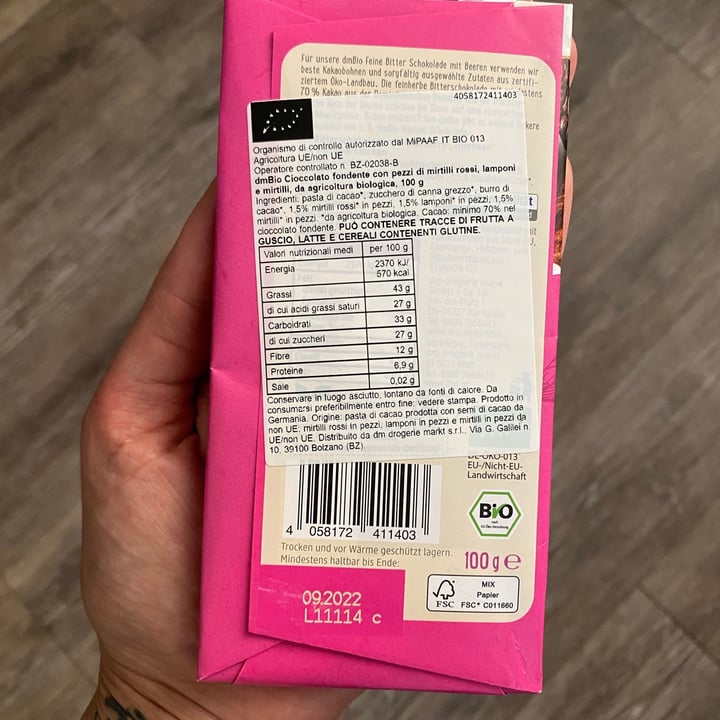 Für unsere dmBio Feine Bitter Schokolade mit Beeren verwenden wir
beste Kakaobohnen und sorgfältig ausgewählte Zutaten aus zertifi-
ziertem Öko-Landbau. Die feinherbe Bitterschokolade mit
70 % Kakao aus der
4058172411403
Organismo di controllo autorizzato dal MiPAAF IT BIO 013
Agricoltura UE/non UE
Operatore controllato n. BZ-02038-B
dmBio Cioccolato fondente con pezzi di mirtilli rossi, lamponi
e mirtilli, da agricoltura biologica, 100 g
Ingredienti: pasta di cacao*, zucchero di canna grezzo*, burro di
cacao*, 1,5% mirtilli rossi* in pezzi, 1,5% lamponi* in pezzi, 1,5%
mirtilli* in pezzi. *da agricoltura biologica. Cacao: minimo 70% nel
cioccolato fondente. PUÒ CONTENERE TRACCE DI FRUTTA A
GUSCIO, LATTE E CEREALI CONTENENTI GLUTINE.
Valori nutrizionali medi per 100 g
Energia 2370 kJ/
570 kcal
Grassi 43 g
di cui acidi grassi saturi 27 g
Carboidrati 33 g
di cui zuccheri 27 g
Fibre 12 g
Proteine 6,9 g
Sale 0,02 g
Conservare in luogo asciutto, lontano da fonti di calore. Da
consumarsi preferibilmente entro fine: vedere stampa. Prodotto in
Germania. Origine: pasta di cacao prodotta con semi di cacao da
non UE, mirtilli rossi in pezzi, lamponi in pezzi e mirtilli in pezzi da
UE/non UE. Distribuito da dm drogerie markt s.r.l., Via G. Galilei n.
10, 39100 Bolzano (BZ).
DE-ÖKO-013
EU-/Nicht-EU-
Landwirtschaft
4 058172 411403
Bio
nach
EG-Öko-Verordnung
Trocken und vor Wärme geschützt lagern.
Mindestens haltbar bis Ende:
100 g e
09.2022
L11114 c
FSC
MIX
Papier
FSC® C011660